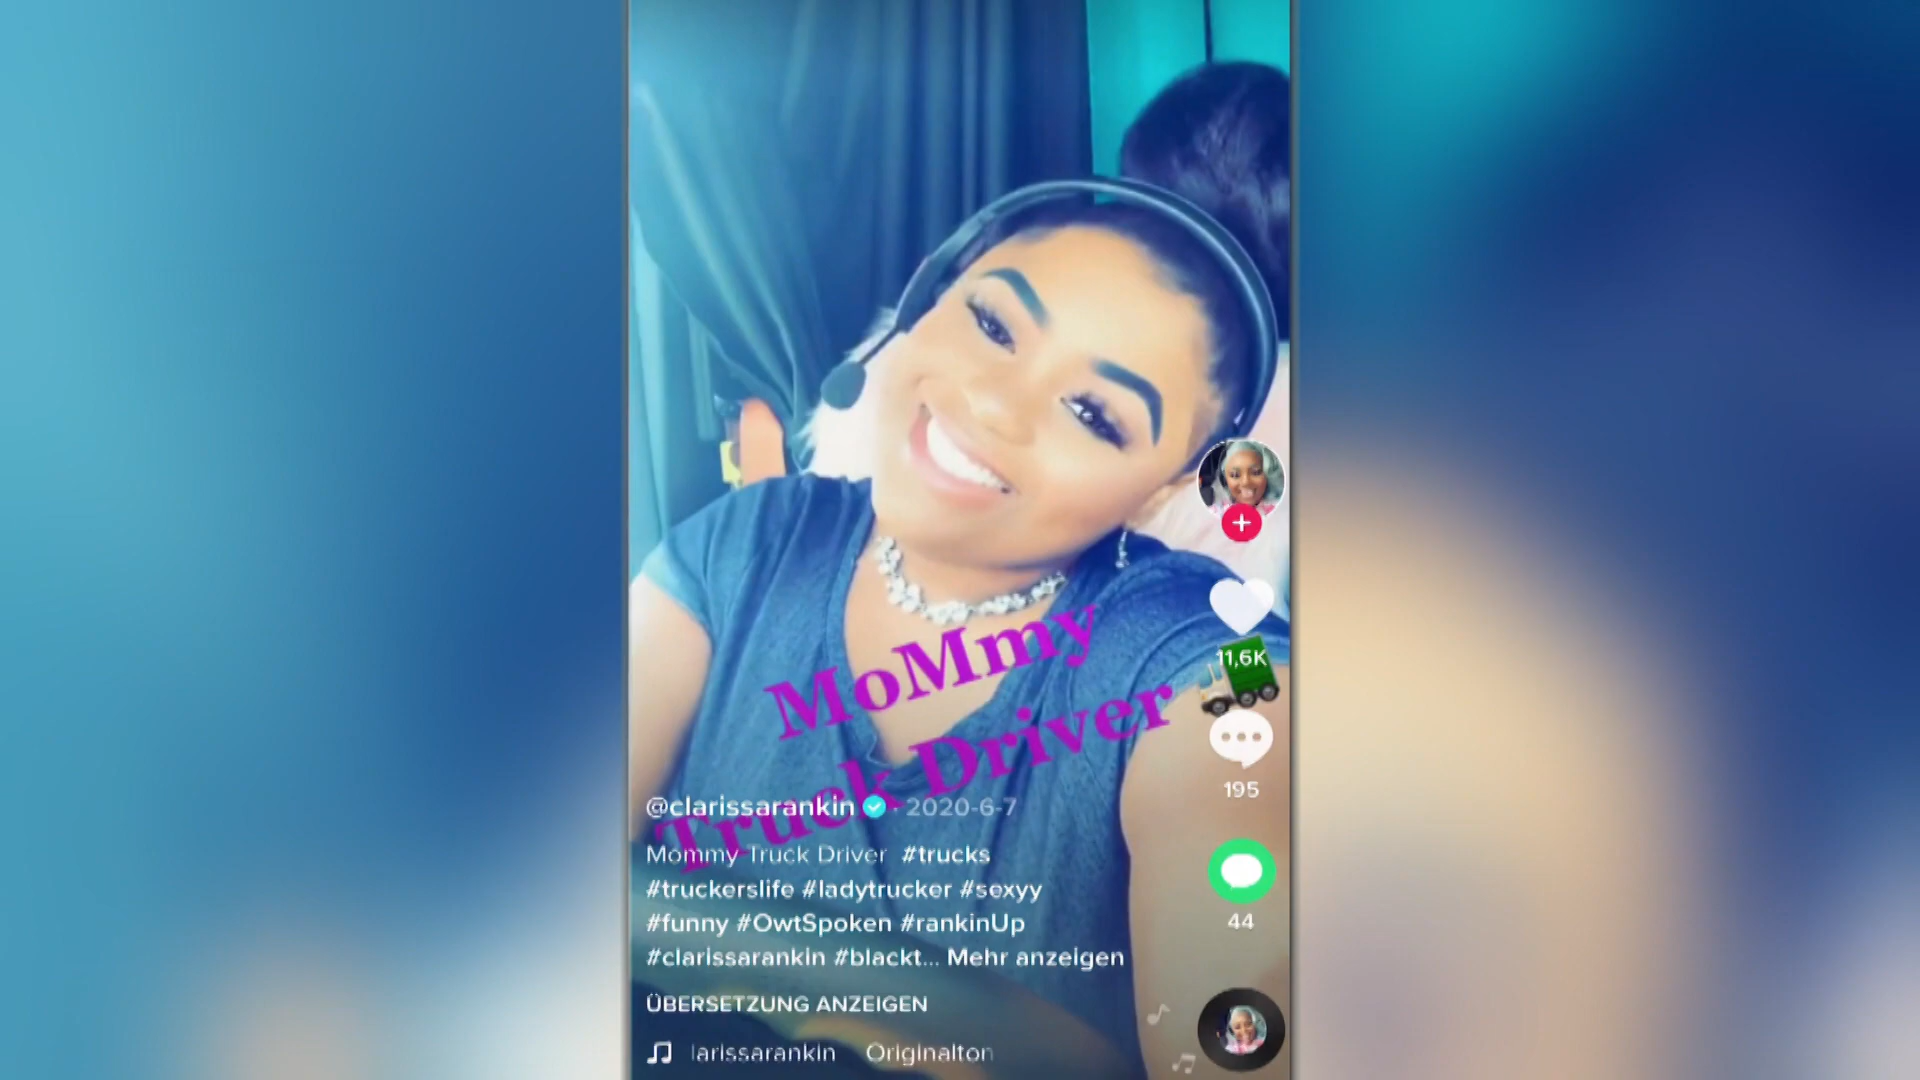 MoMmy
Truck Driver
11,6K
195
@clarissarankin · 2020-6-7
Mommy Truck Driver #trucks
#truckerslife #ladytrucker #sexyy
#funny #OwtSpoken #rankinUp
#clarissarankin #blackt... Mehr anzeigen
44
ÜBERSETZUNG ANZEIGEN
larissarankin Originalton